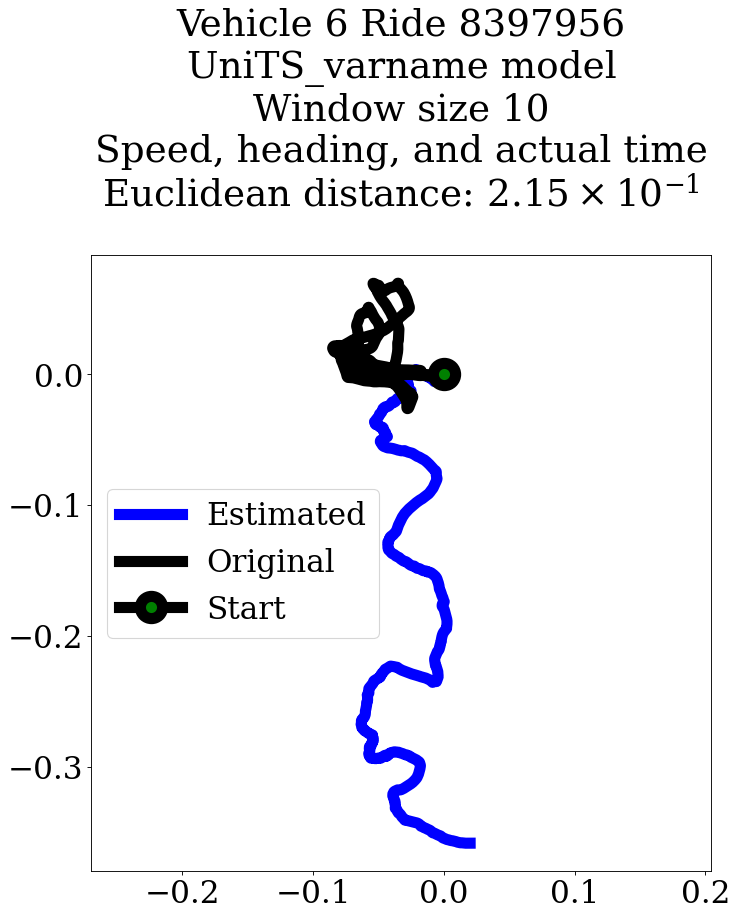 Vehicle 6 Ride 8397956
UniTS_varname model
Window size 10
Speed, heading, and actual time
Euclidean distance: 2.15 × 10⁻¹
0.0
−0.1
−0.2
−0.3
Estimated
Original
Start
−0.2 −0.1 0.0 0.1 0.2